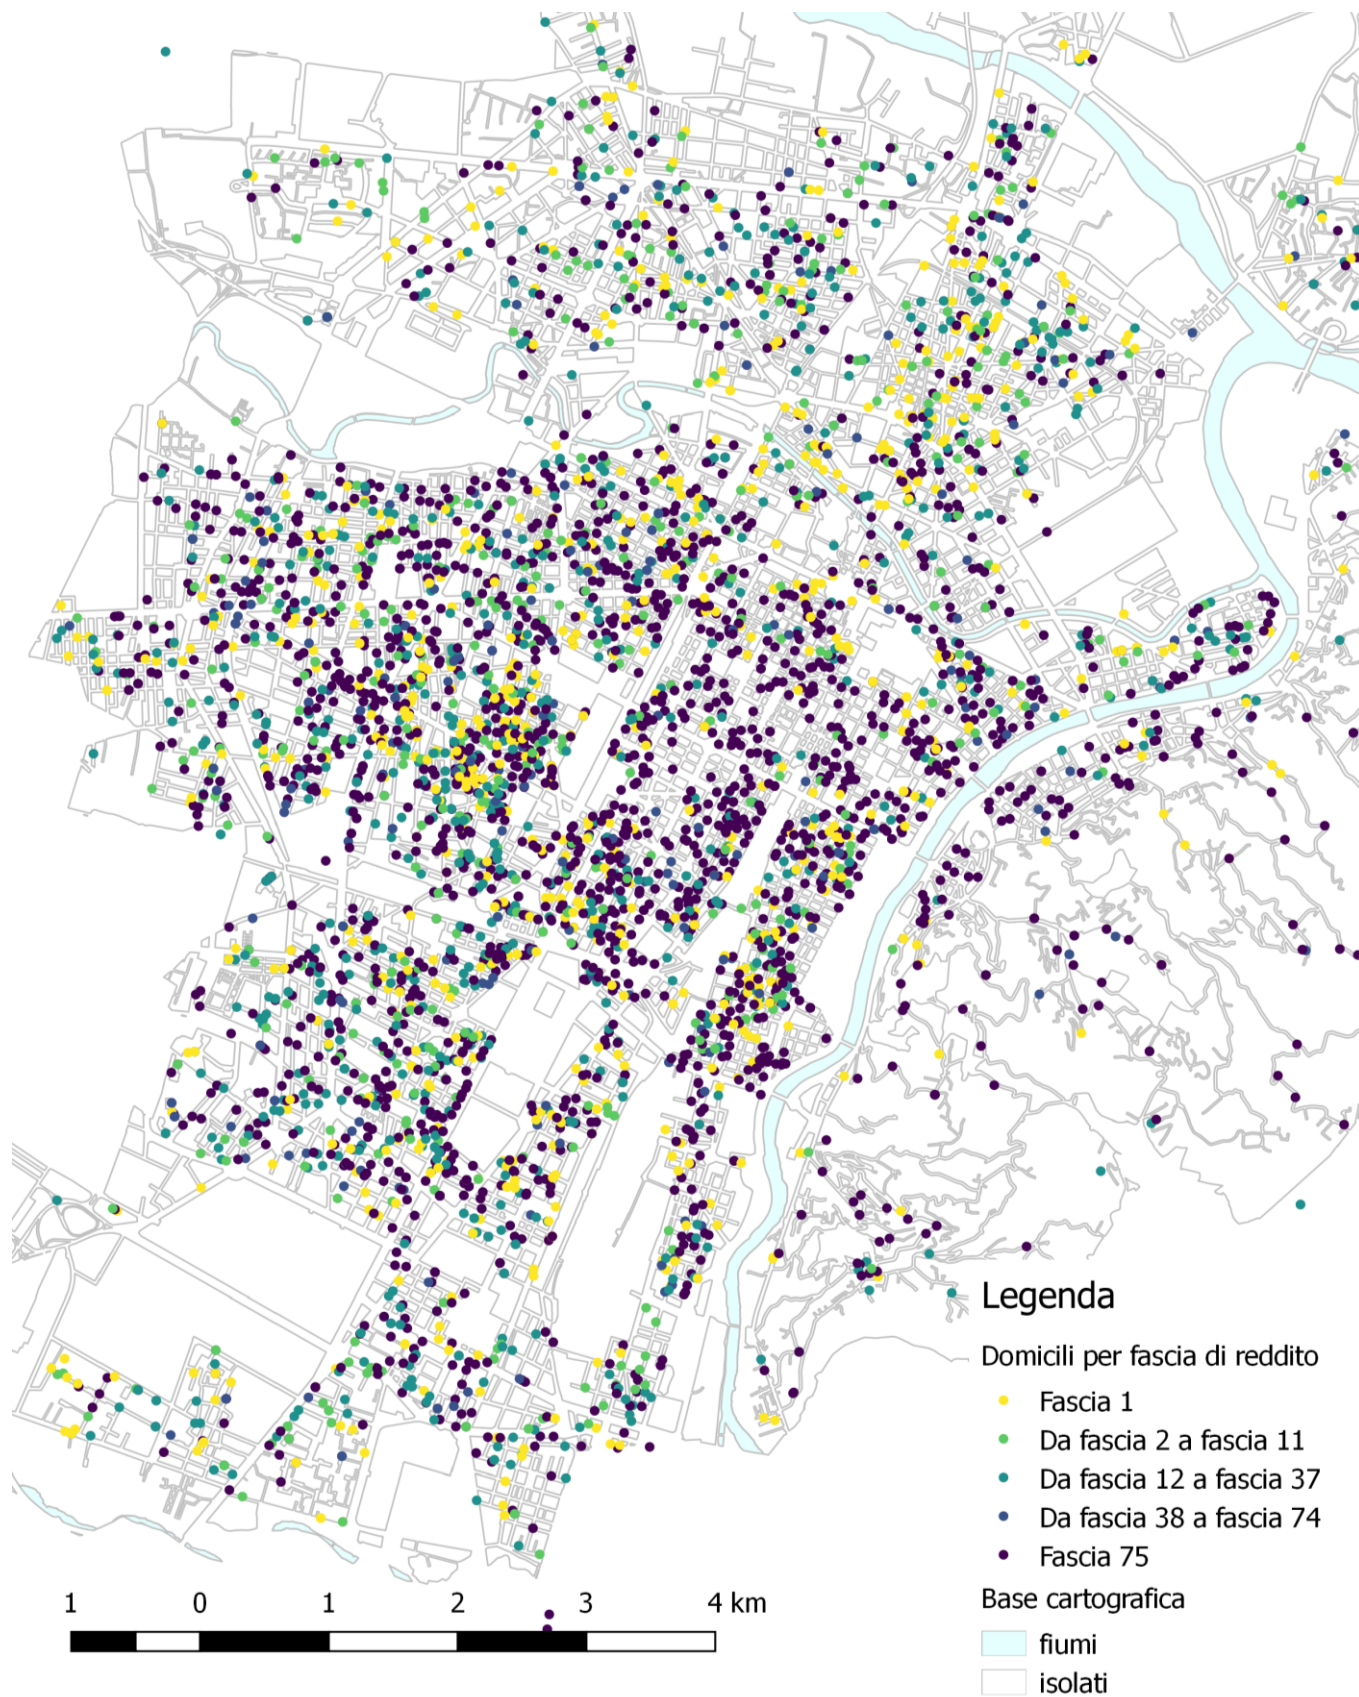 Legenda
Domicili per fascia di reddito
Fascia 1
Da fascia 2 a fascia 11
Da fascia 12 a fascia 37
Da fascia 38 a fascia 74
Fascia 75
Base cartografica
fiumi
isolati
1 0 1 2 3 4 km